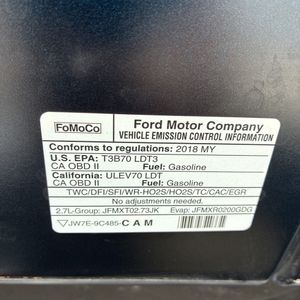 FoMoCo
Ford Motor Company
VEHICLE EMISSION CONTROL INFORMATION
Conforms to regulations: 2018 MY
U.S. EPA: T3B70 LDT3
CA OBD II Fuel: Gasoline
California: ULEV70 LDT
CA OBD II Fuel: Gasoline
TWC/DFI/SFI/WR-HO2S/HO2S/TC/CAC/EGR
No adjustments needed.
2.7L-Group: JFMXT02.73JK Evap: JFMXR0200GDG
JW7E-9C485-CAM